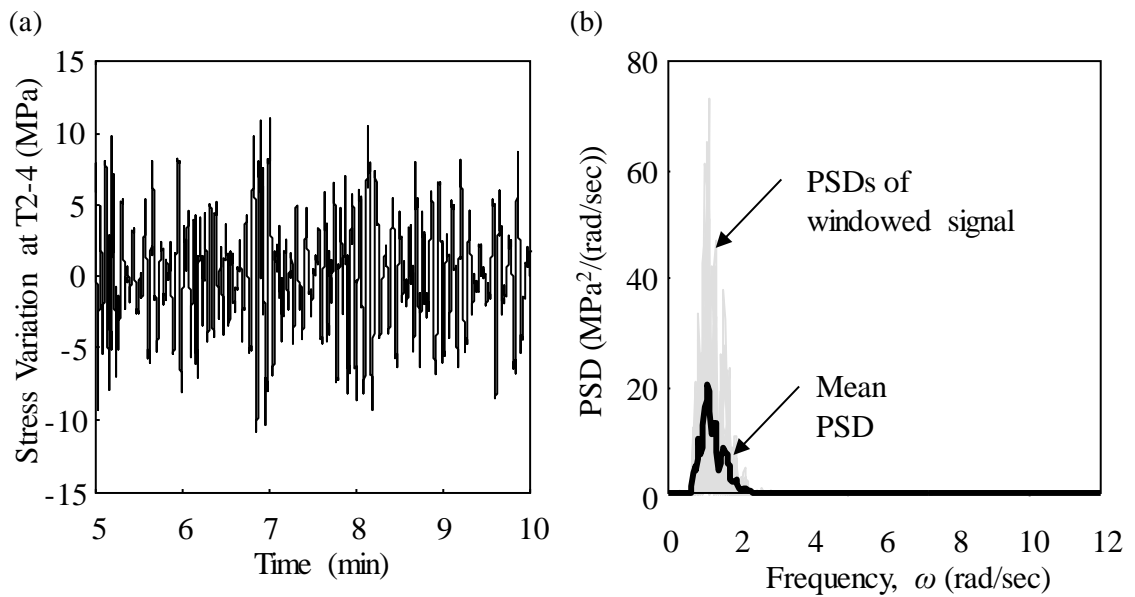 (a)
Stress Variation at T2-4 (MPa)
15
10
5
0
-5
-10
-15
5 6 7 8 9 10
Time (min)
(b)
PSD (MPa²/(rad/sec))
80
60
40
20
0
PSDs of
windowed signal
Mean
PSD
0 2 4 6 8 10 12
Frequency, ω (rad/sec)